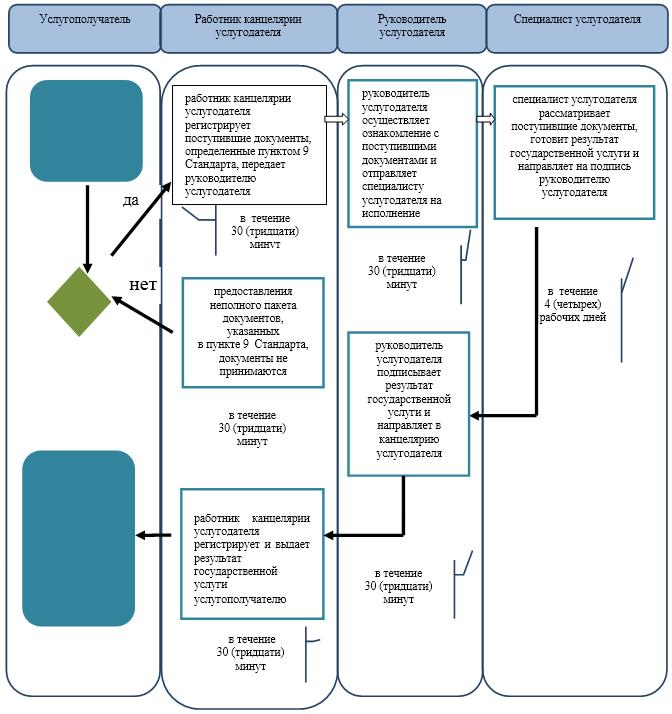 Услугополучатель
Работник канцелярии
услугодателя
Руководитель
услугодателя
Специалист услугодателя
работник канцелярии
услугодателя
регистрирует
поступившие документы,
определенные пунктом 9
Стандарта, передает
руководителю
услугодателя
руководитель
услугодателя
осуществляет
ознакомление с
поступившими
документами и
отправляет
специалисту
услугодателя на
исполнение
специалист услугодателя
рассматривает
поступившие документы,
готовит результат
государственной услуги и
направляет на подпись
руководителю
услугодателя
да
в течение
30 (тридцати)
минут
в течение
30 (тридцати)
минут
нет
предоставления
неполного пакета
документов,
указанных
в пункте 9 Стандарта,
документы не
принимаются
в течение
4 (четырех)
рабочих дней
руководитель
услугодателя
подписывает
результат
государственной
услуги и
направляет в
канцелярию
услугодателя
в течение
30 (тридцати)
минут
работник канцелярии
услугодателя
регистрирует и выдает
результат
государственной
услуги
услугополучателю
в течение
30 (тридцати)
минут
в течение
30 (тридцати)
минут